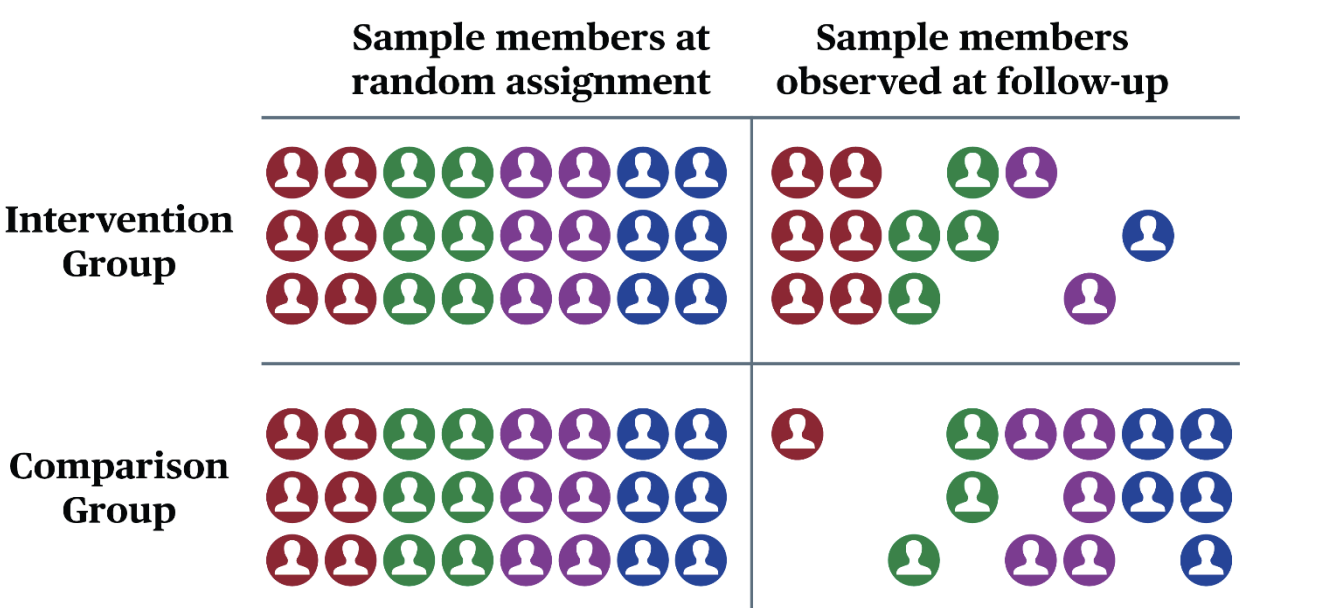 Sample members at
random assignment
Sample members
observed at follow-up
Intervention
Group
Comparison
Group